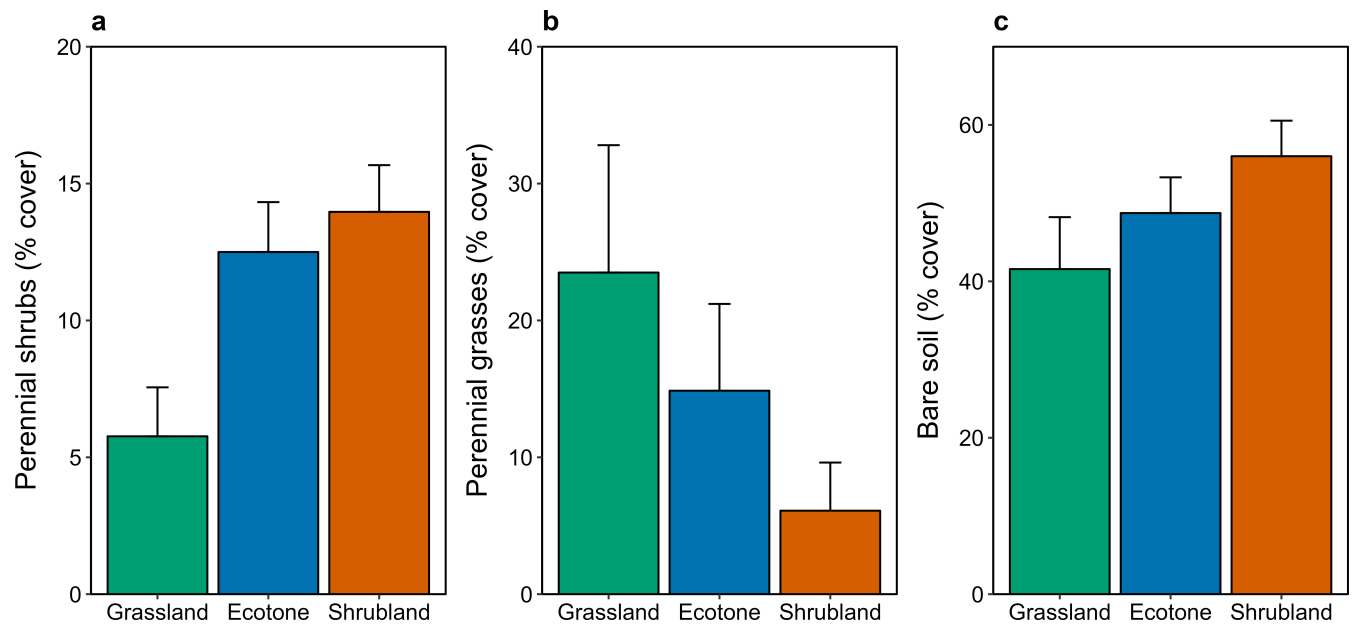 a
Perennial shrubs (% cover)
20
15
10
5
0
Grassland Ecotone Shrubland
b
Perennial grasses (% cover)
40
30
20
10
0
Grassland Ecotone Shrubland
c
Bare soil (% cover)
60
40
20
0
Grassland Ecotone Shrubland